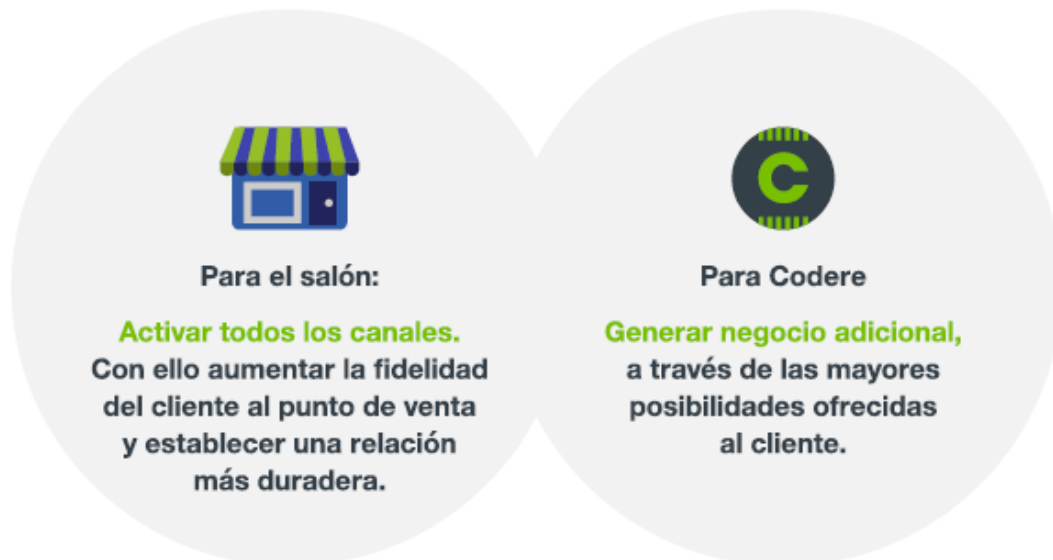 Para el salón:
Activar todos los canales.
Con ello aumentar la fidelidad
del cliente al punto de venta
y establecer una relación
más duradera.
C
Para Codere
Generar negocio adicional,
a través de las mayores
posibilidades ofrecidas
al cliente.